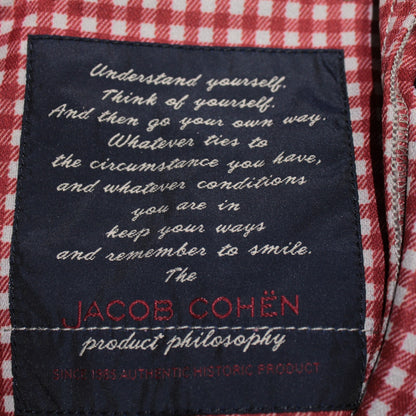 Understand yourself.
Think of yourself.
And then go your own way.
Whatever ties to
the circumstance you have,
and whatever conditions
you are in
keep your ways
and remember to smile.
The
JACOB COHËN
product philosophy
SINCE 1985 AUTHENTIC HISTORIC PRODUCT